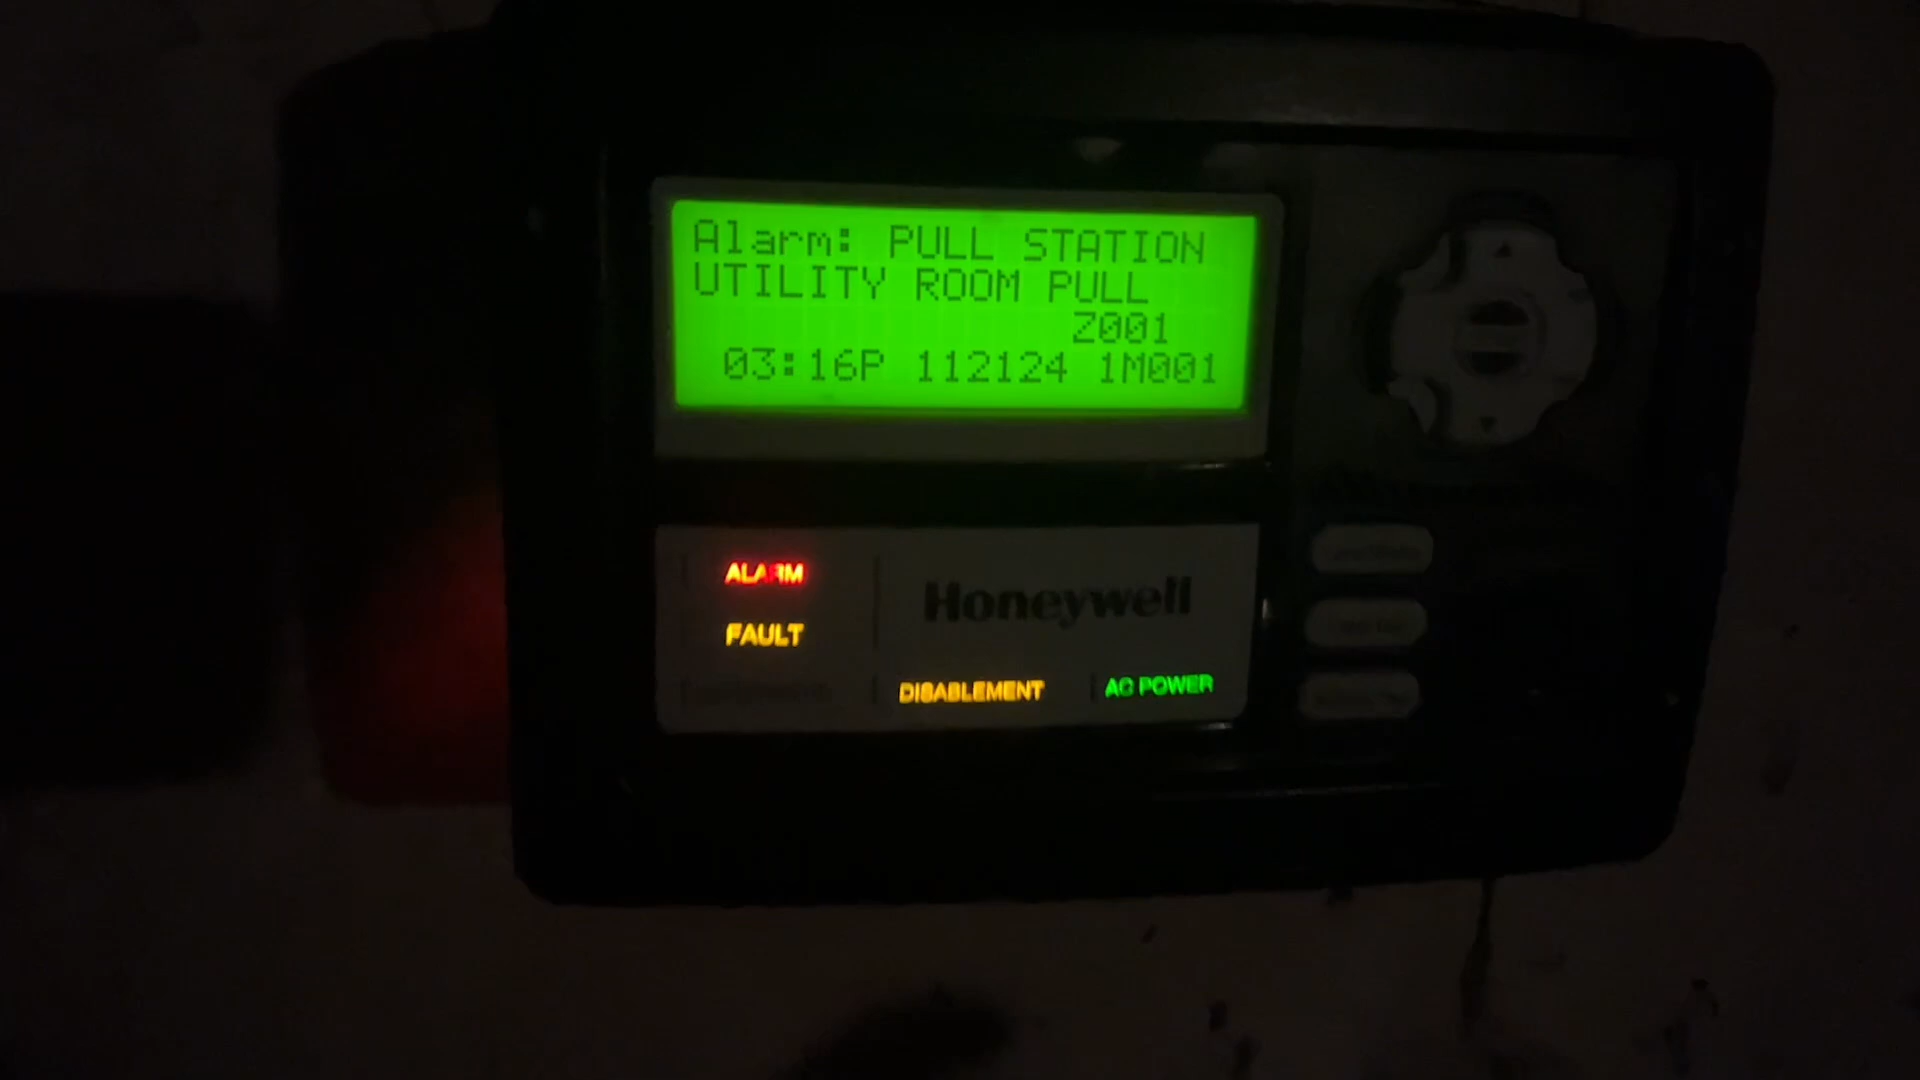 Alarm: PULL STATION
UTILITY ROOM PULL
Z001
03:16P 112124 1M001
ALARM
FAULT
Honeywell
DISABLEMENT
AC POWER